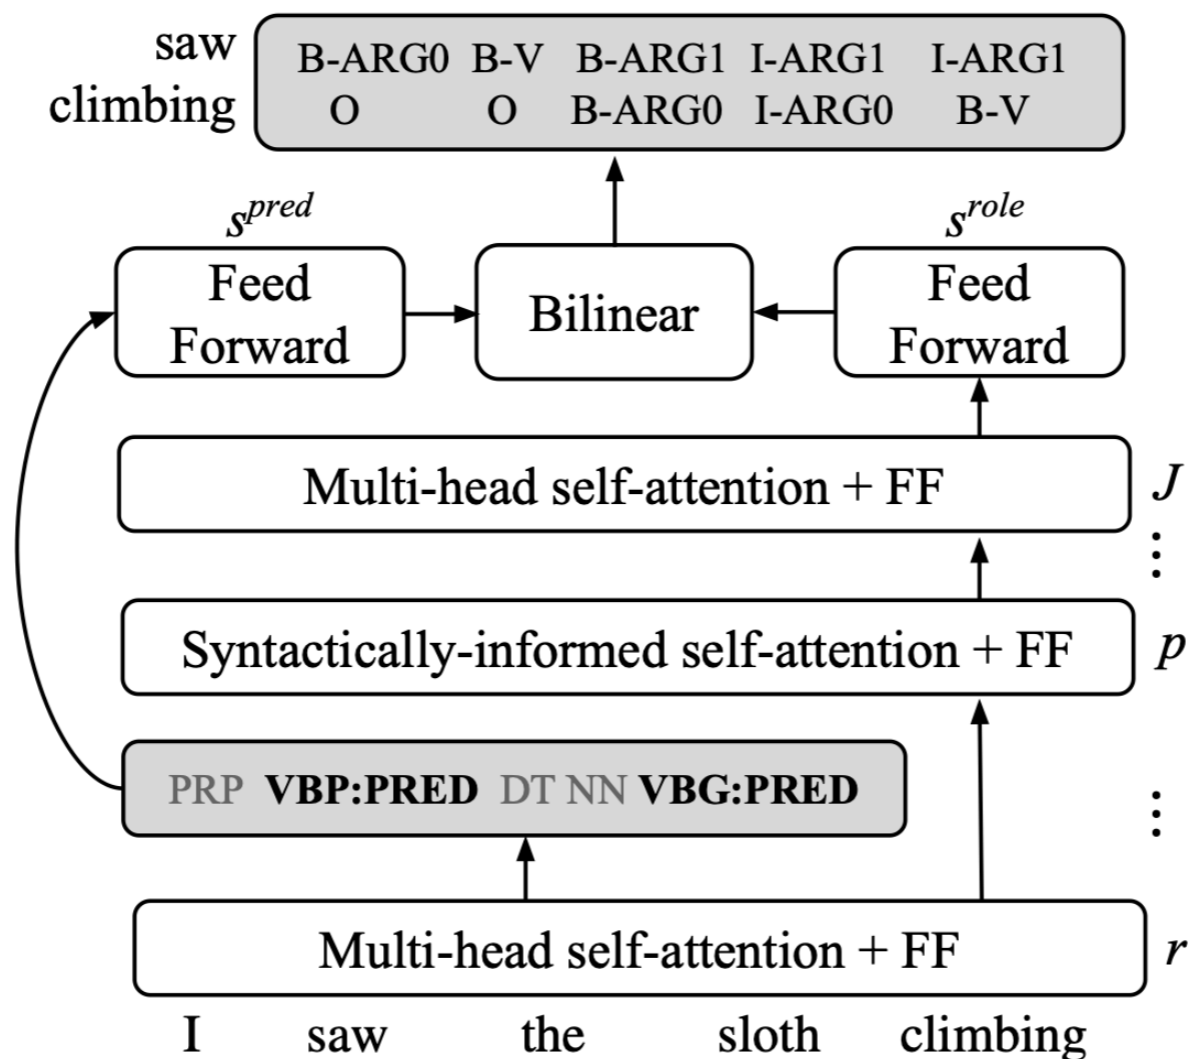 saw B-ARG0 B-V B-ARG1 I-ARG1 I-ARG1
climbing O O B-ARG0 I-ARG0 B-V
s^pred s^role
Feed Forward
Bilinear
Feed Forward
Multi-head self-attention + FF J
⋮
Syntactically-informed self-attention + FF p
PRP VBP:PRED DT NN VBG:PRED
⋮
Multi-head self-attention + FF r
I saw the sloth climbing